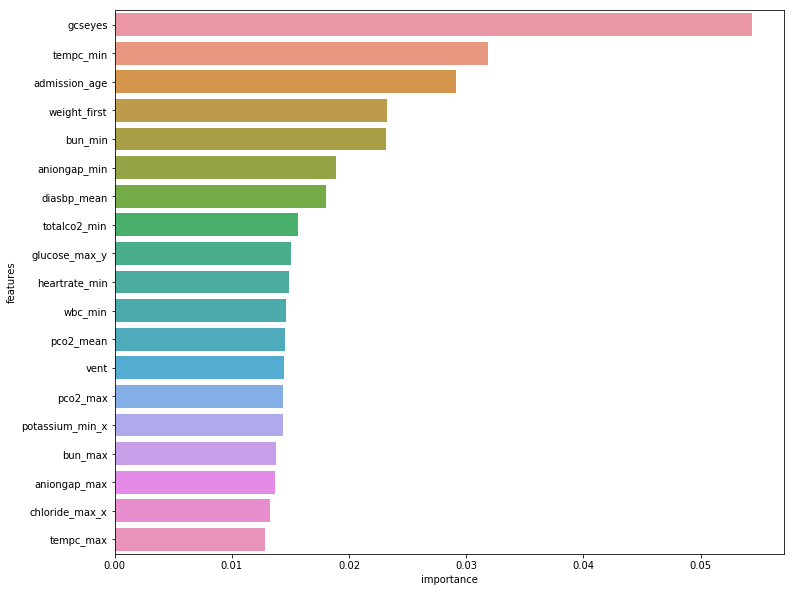 gcseyes
tempc_min
admission_age
weight_first
bun_min
aniongap_min
diasbp_mean
totalco2_min
glucose_max_y
heartrate_min
wbc_min
pco2_mean
vent
pco2_max
potassium_min_x
bun_max
aniongap_max
chloride_max_x
tempc_max
features
0.00 0.01 0.02 0.03 0.04 0.05
importance